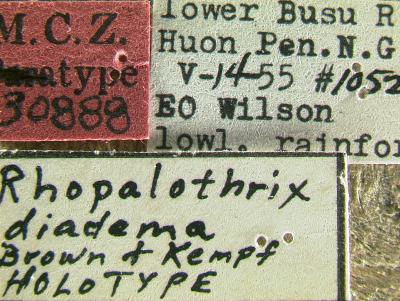 M.C.Z.
type
30888
lower Busu R
Huon Pen. N.G
V-14-55 #1052
EO Wilson
lowl. rainfor
Rhopalothrix
diadema
Brown & Kempf
HOLOTYPE